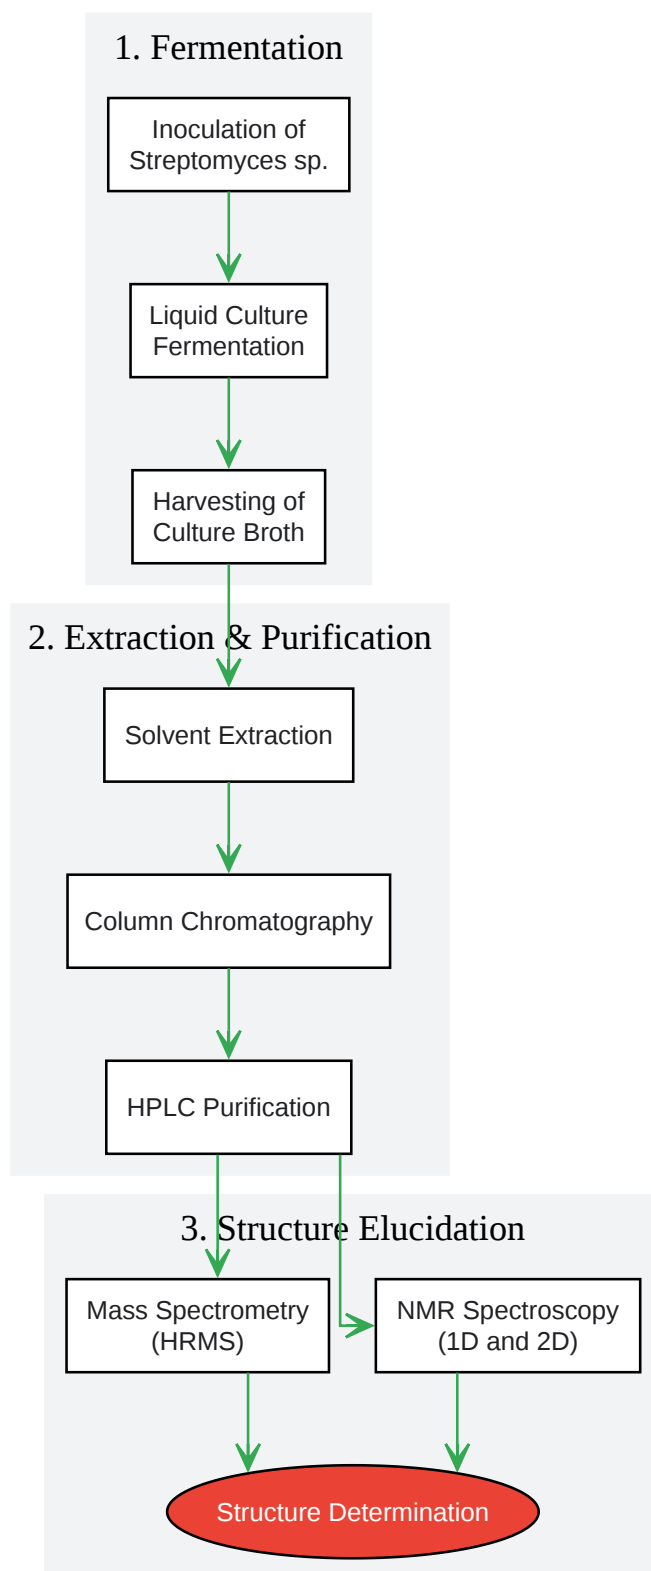 1. Fermentation
Inoculation of
Streptomyces sp.
Liquid Culture
Fermentation
Harvesting of
Culture Broth
2. Extraction & Purification
Solvent Extraction
Column Chromatography
HPLC Purification
3. Structure Elucidation
Mass Spectrometry
(HRMS)
NMR Spectroscopy
(1D and 2D)
Structure Determination